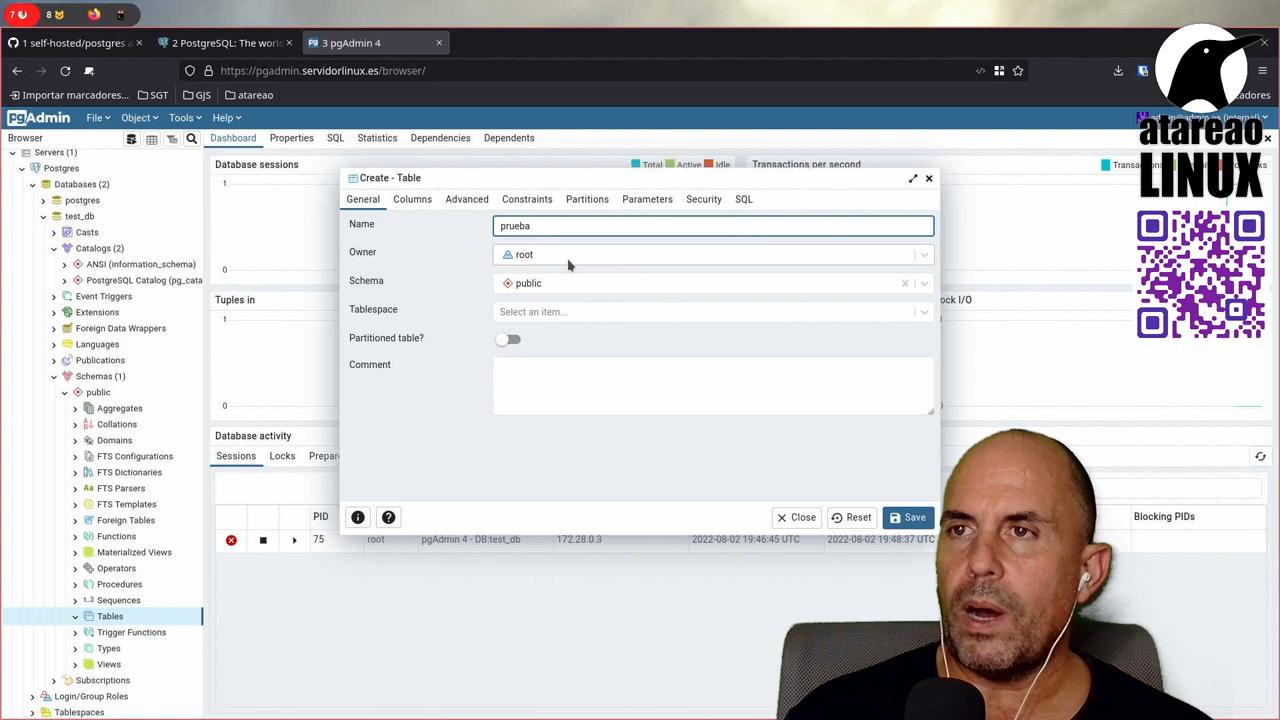 7
8
1 self-hosted/postgres a
2 PostgreSQL: The world
3 pgAdmin 4
https://pgadmin.servidorlinux.es/browser/
Importar marcadores...
SGT
GJS
atareao
pgAdmin
File
Object
Tools
Help
atareao
LINUX
Browser
Dashboard
Properties
SQL
Statistics
Dependencies
Dependents
Servers (1)
Postgres
Databases (2)
postgres
test_db
Casts
Catalogs (2)
ANSI (information_schema)
PostgreSQL Catalog (pg_cata
Event Triggers
Extensions
Foreign Data Wrappers
Languages
Publications
Schemas (1)
public
Aggregates
Collations
Domains
FTS Configurations
FTS Dictionaries
FTS Parsers
FTS Templates
Foreign Tables
Functions
Materialized Views
Operators
Procedures
Sequences
Tables
Trigger Functions
Types
Views
Subscriptions
Login/Group Roles
Tablespaces
Database sessions
Total
Active
Idle
Transactions per second
1
0
Tuples in
1
0
Create - Table
General
Columns
Advanced
Constraints
Partitions
Parameters
Security
SQL
Name
prueba
Owner
root
Schema
public
Tablespace
Select an item...
Partitioned table?
Comment
Close
Reset
Save
Database activity
Sessions
Locks
Prepar
PID
Blocking PIDs
75
root
pgAdmin 4 - DB:test_db
172.28.0.3
2022-08-02 19:46:45 UTC
2022-08-02 19:48:37 UTC